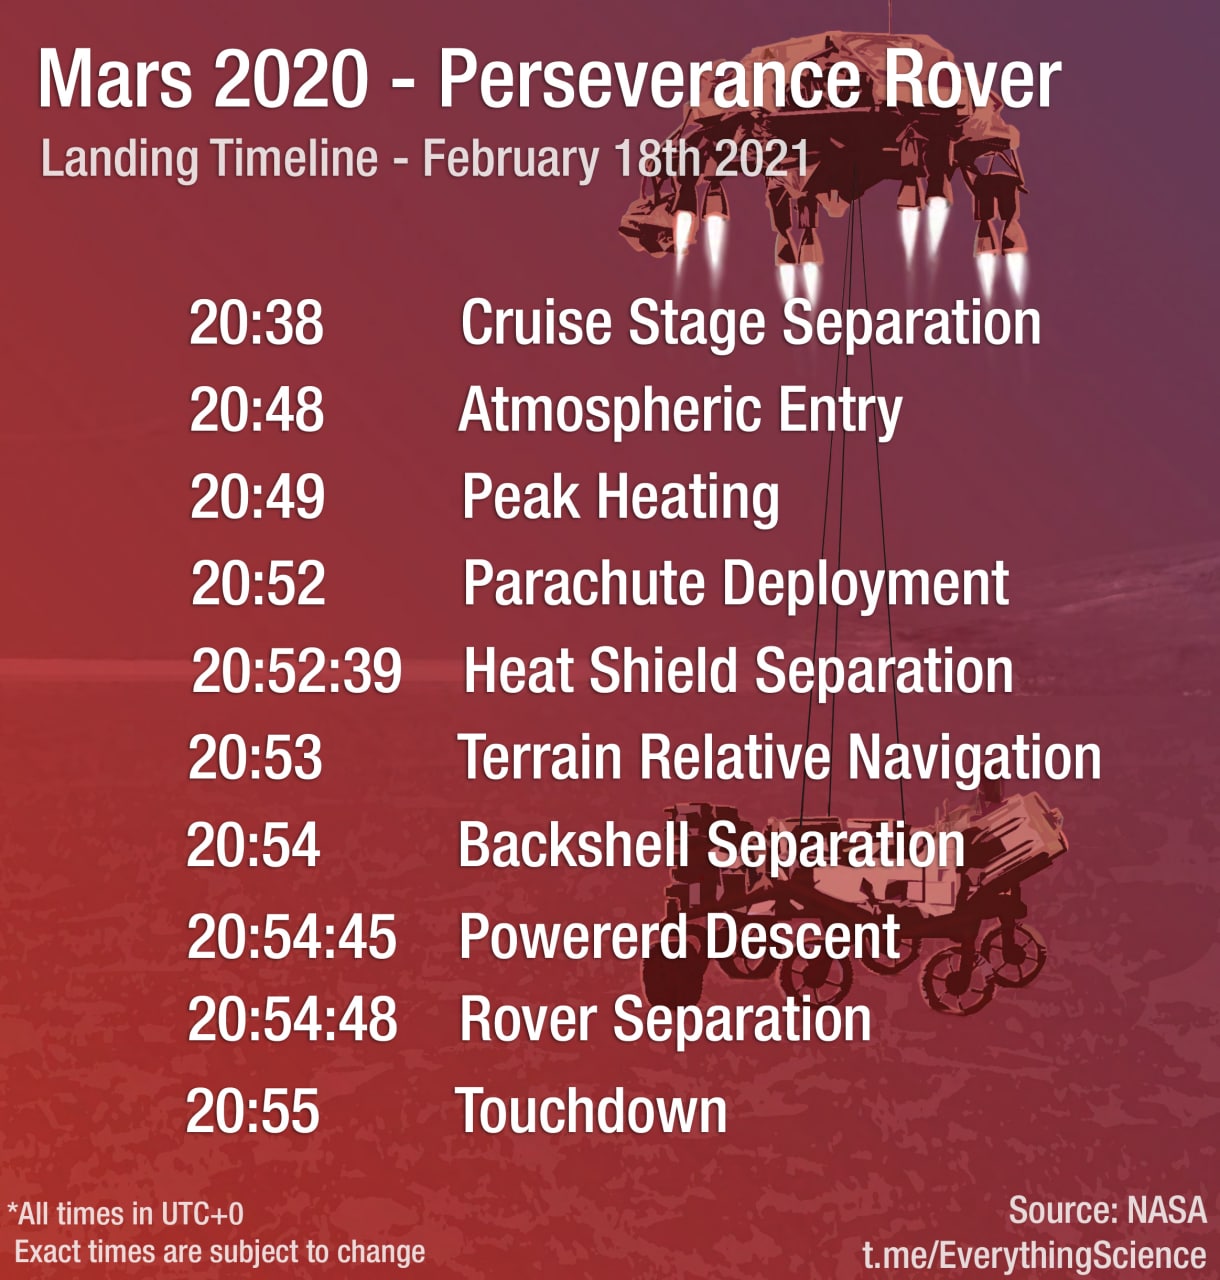 Mars 2020 - Perseverance Rover
Landing Timeline - February 18th 2021
20:38 Cruise Stage Separation
20:48 Atmospheric Entry
20:49 Peak Heating
20:52 Parachute Deployment
20:52:39 Heat Shield Separation
20:53 Terrain Relative Navigation
20:54 Backshell Separation
20:54:45 Powererd Descent
20:54:48 Rover Separation
20:55 Touchdown
*All times in UTC+0
Exact times are subject to change
Source: NASA
t.me/EverythingScience